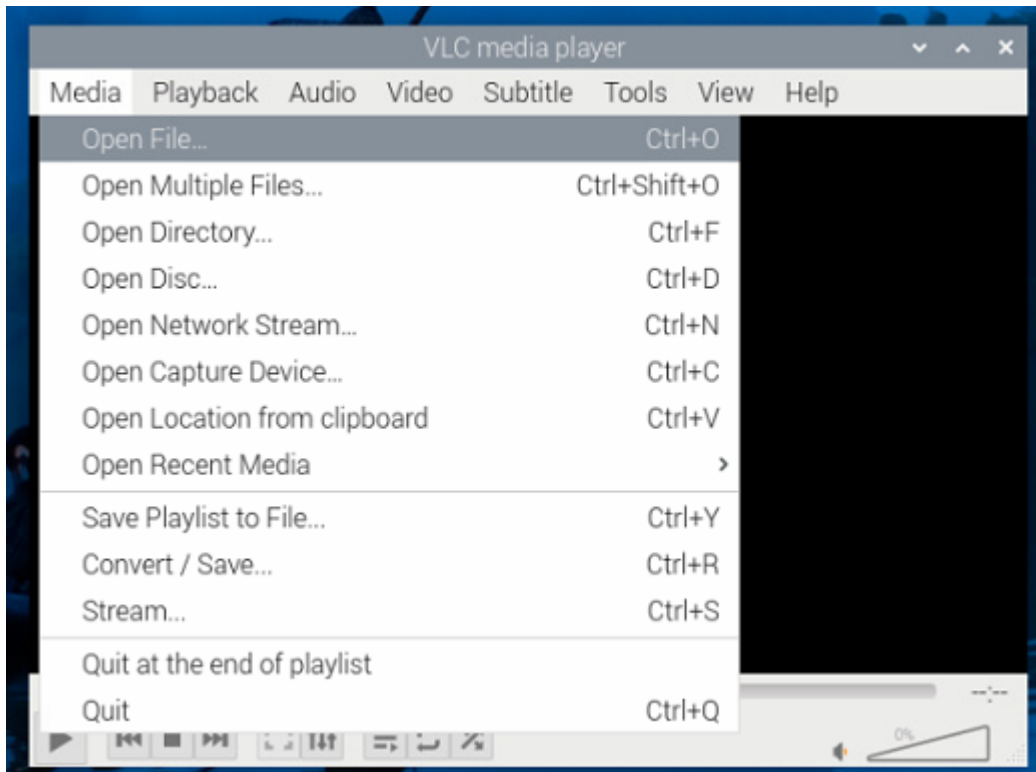 VLC media player
Media Playback Audio Video Subtitle Tools View Help
Open File... Ctrl+O
Open Multiple Files... Ctrl+Shift+O
Open Directory... Ctrl+F
Open Disc... Ctrl+D
Open Network Stream... Ctrl+N
Open Capture Device... Ctrl+C
Open Location from clipboard Ctrl+V
Open Recent Media
Save Playlist to File... Ctrl+Y
Convert / Save... Ctrl+R
Stream... Ctrl+S
Quit at the end of playlist
--:--
Quit Ctrl+Q
0%